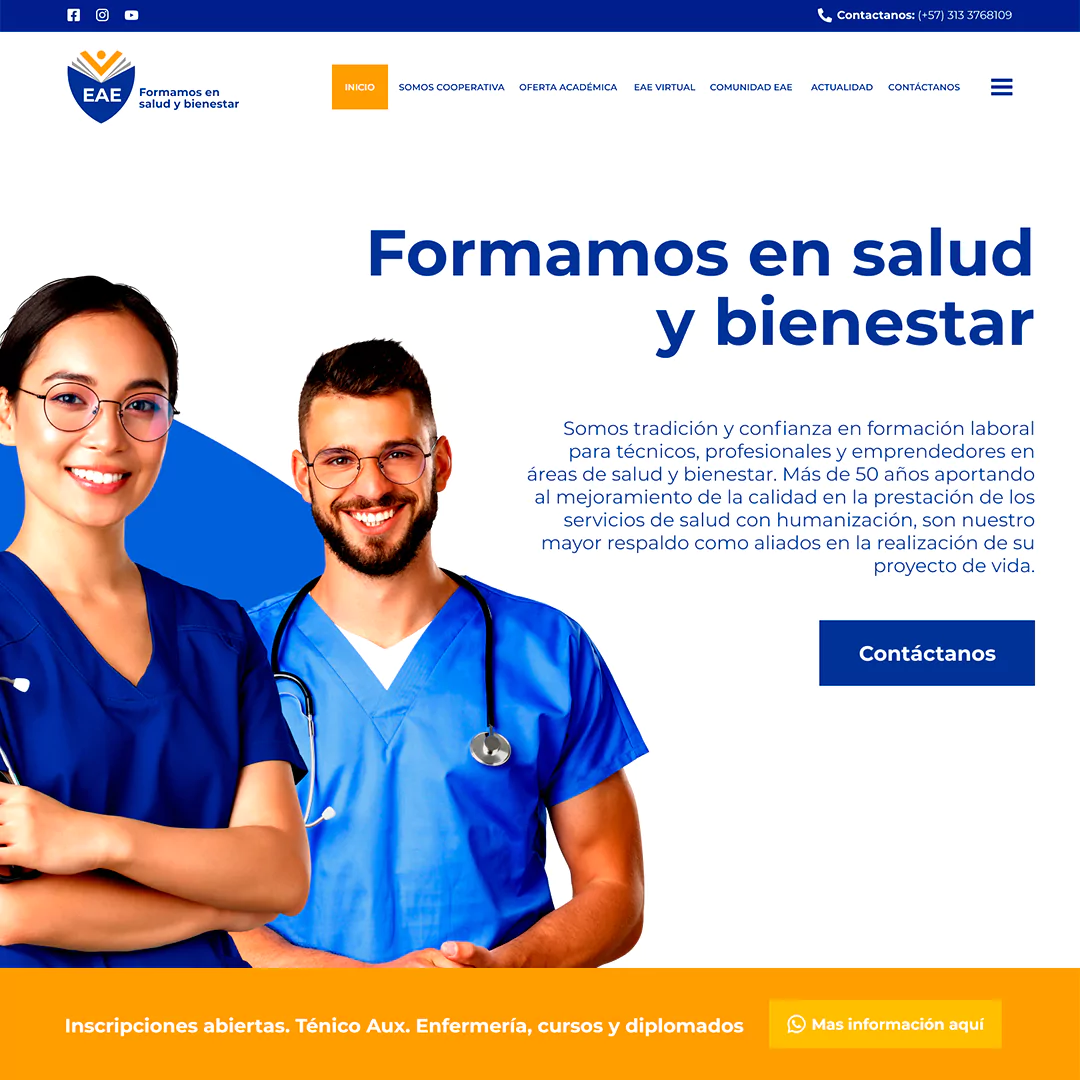 Contactanos: (+57) 313 3768109
EAE
Formamos en
salud y bienestar
INICIO
SOMOS COOPERATIVA
OFERTA ACADÉMICA
EAE VIRTUAL
COMUNIDAD EAE
ACTUALIDAD
CONTÁCTANOS
Formamos en salud
y bienestar
Somos tradición y confianza en formación laboral
para técnicos, profesionales y emprendedores en
áreas de salud y bienestar. Más de 50 años aportando
al mejoramiento de la calidad en la prestación de los
servicios de salud con humanización, son nuestro
mayor respaldo como aliados en la realización de su
proyecto de vida.
Contáctanos
Inscripciones abiertas. Ténico Aux. Enfermería, cursos y diplomados
Mas información aquí